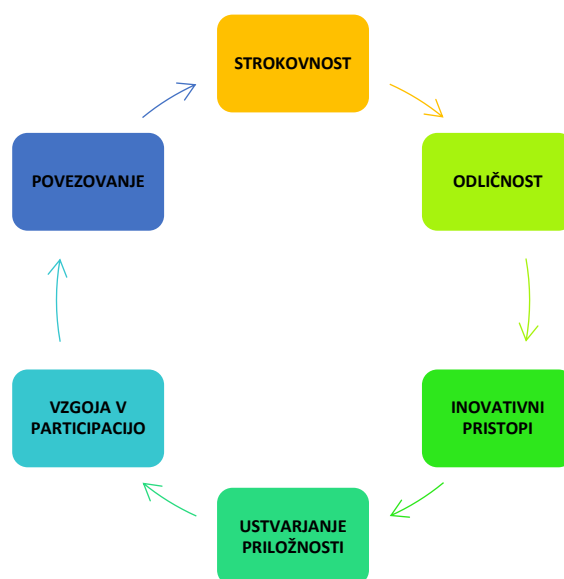 STROKOVNOST
ODLIČNOST
INOVATIVNI
PRISTOPI
USTVARJANJE
PRILOŽNOSTI
VZGOJA V
PARTICIPACIJO
POVEZOVANJE